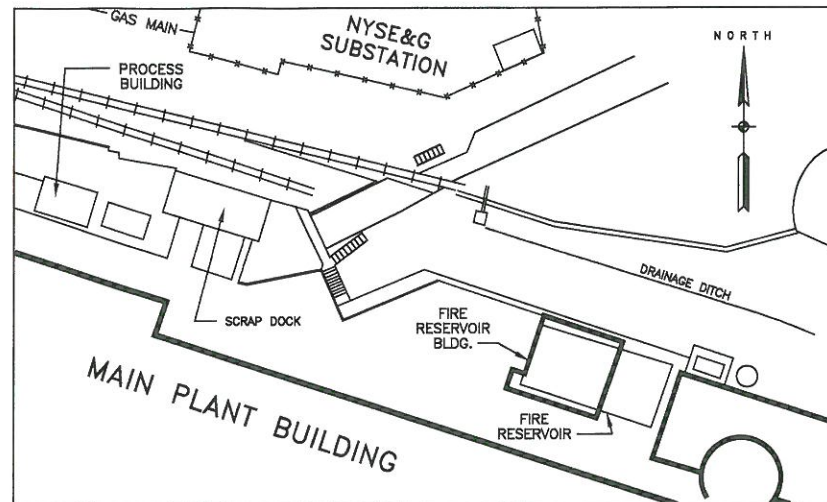 GAS MAIN
NYSE&G
SUBSTATION
NORTH
PROCESS
BUILDING
DRAINAGE DITCH
SCRAP DOCK
FIRE
RESERVOIR
BLDG.
MAIN PLANT BUILDING
FIRE
RESERVOIR